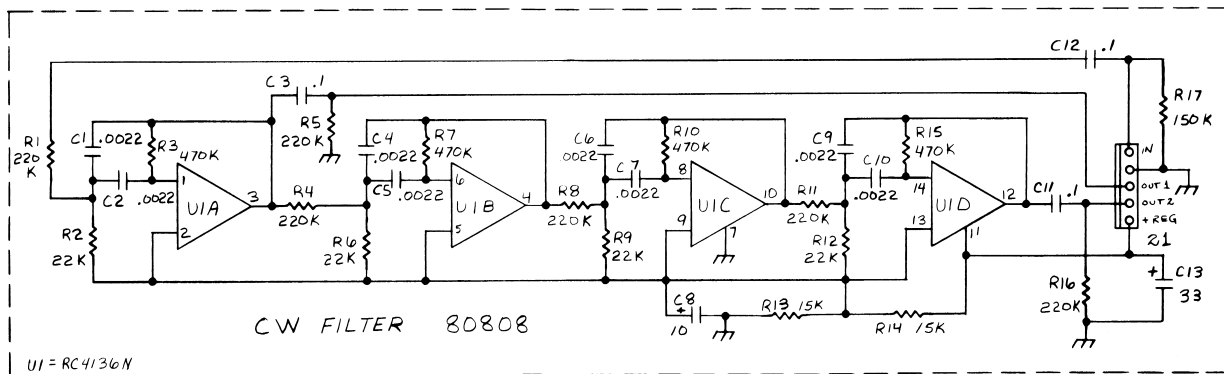 C12 .1
C3 .1
R17
150K
R1
220
K
C1
.0022
R3
470K
C2
.0022
R2
22K
1
2
3
U1A
R5
220K
R4
220K
C4
.0022
R7
470K
C5
.0022
R6
22K
6
5
4
U1B
R8
220K
C6
.0022
R10
470K
C7
.0022
R9
22K
8
9
10
7
U1C
R11
220K
C9
.0022
R15
470K
C10
.0022
R12
22K
14
13
12
11
U1D
C11 .1
IN
OUT 1
OUT 2
+REG
21
R16
220K
+ C13
33
C8
+
10
R13 15K
R14 15K
CW FILTER 80808
U1 = RC4136N